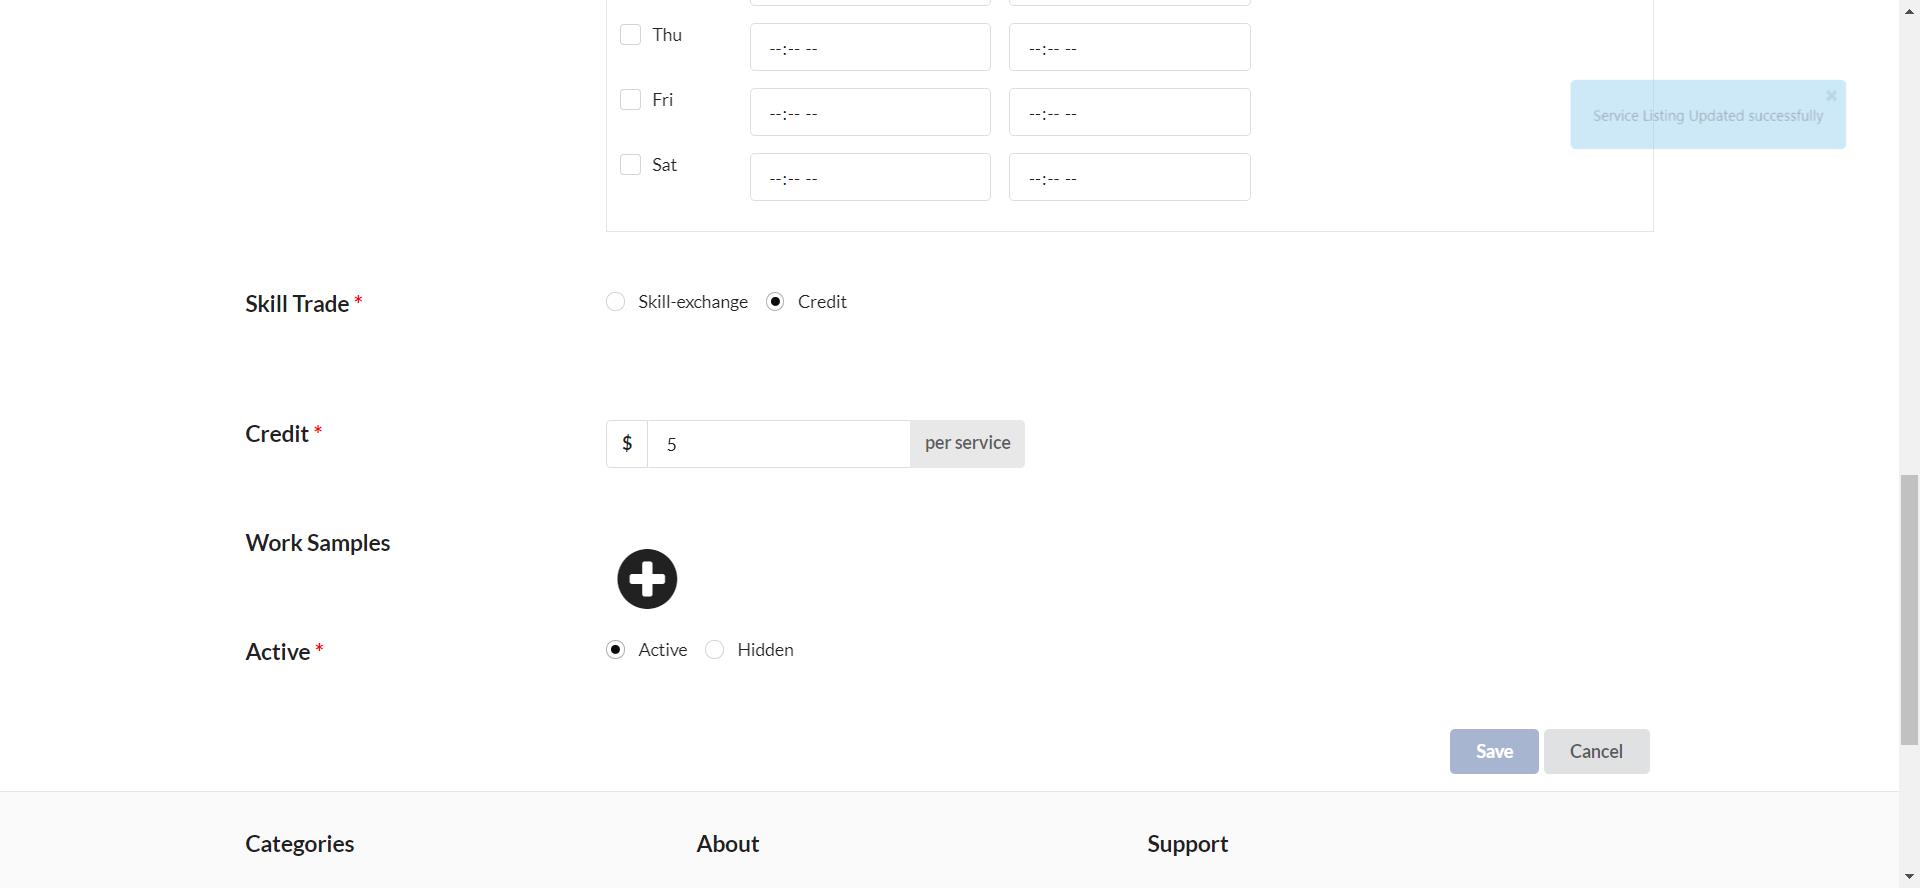 Thu --:-- -- --:-- --
Fri --:-- -- --:-- --
Service Listing Updated successfully
Sat --:-- -- --:-- --
Skill Trade * Skill-exchange Credit
Credit * $ 5 per service
Work Samples
Active * Active Hidden
Save Cancel
Categories About Support